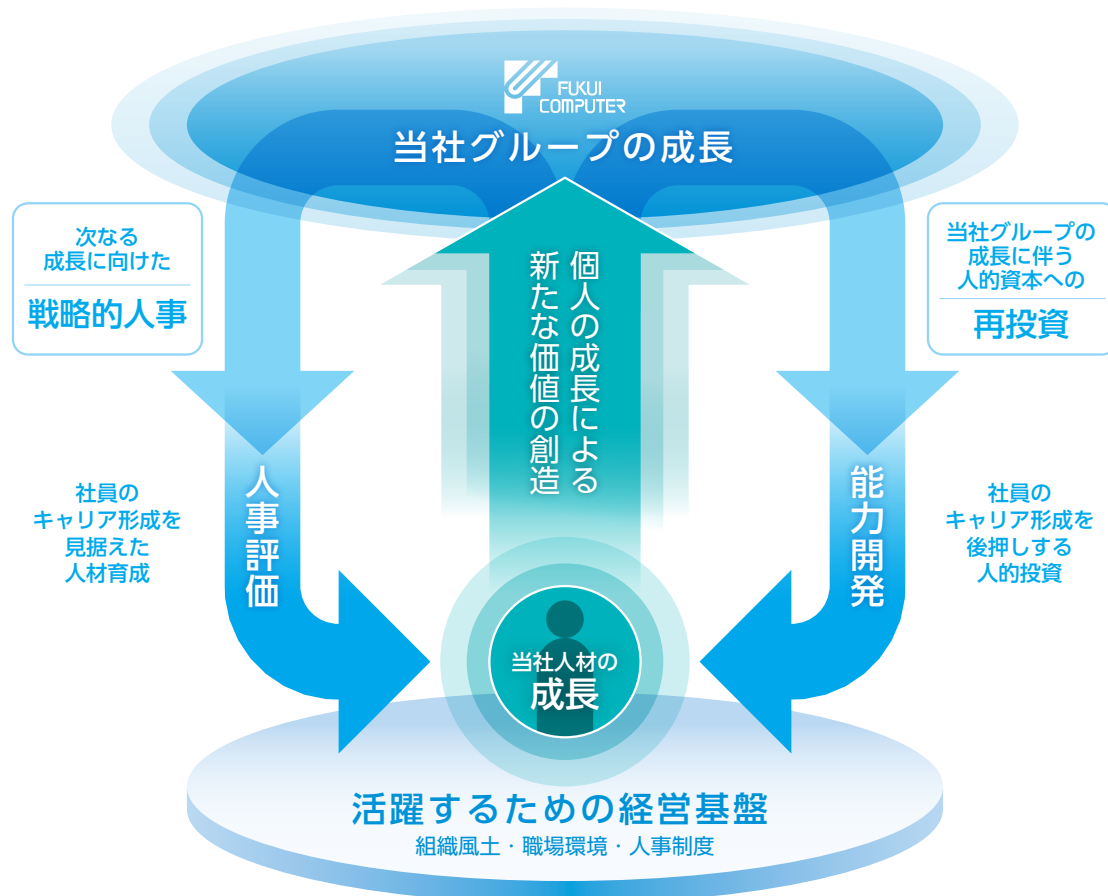 FUKUI
COMPUTER
当社グループの成長
次なる
成長に向けた
戦略的人事
当社グループの
成長に伴う
人的資本への
再投資
個人の成長による
新たな価値の創造
人事評価
能力開発
社員の
キャリア形成を
見据えた
人材育成
社員の
キャリア形成を
後押しする
人的投資
当社人材の
成長
活躍するための経営基盤
組織風土・職場環境・人事制度